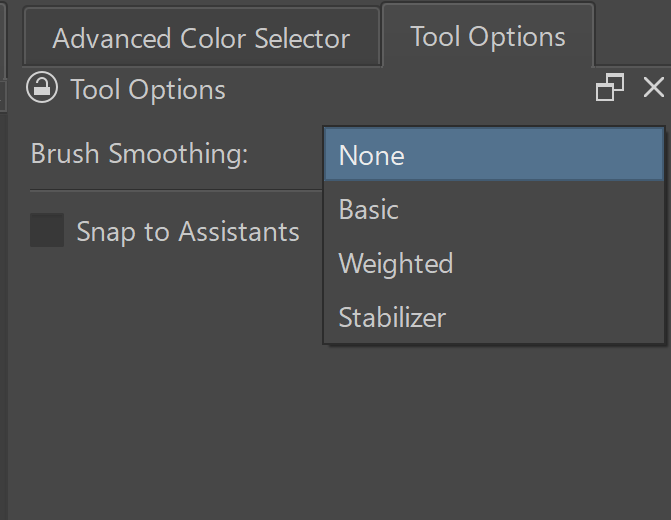 Advanced Color Selector
Tool Options
Tool Options
Brush Smoothing:
None
Basic
Snap to Assistants
Weighted
Stabilizer